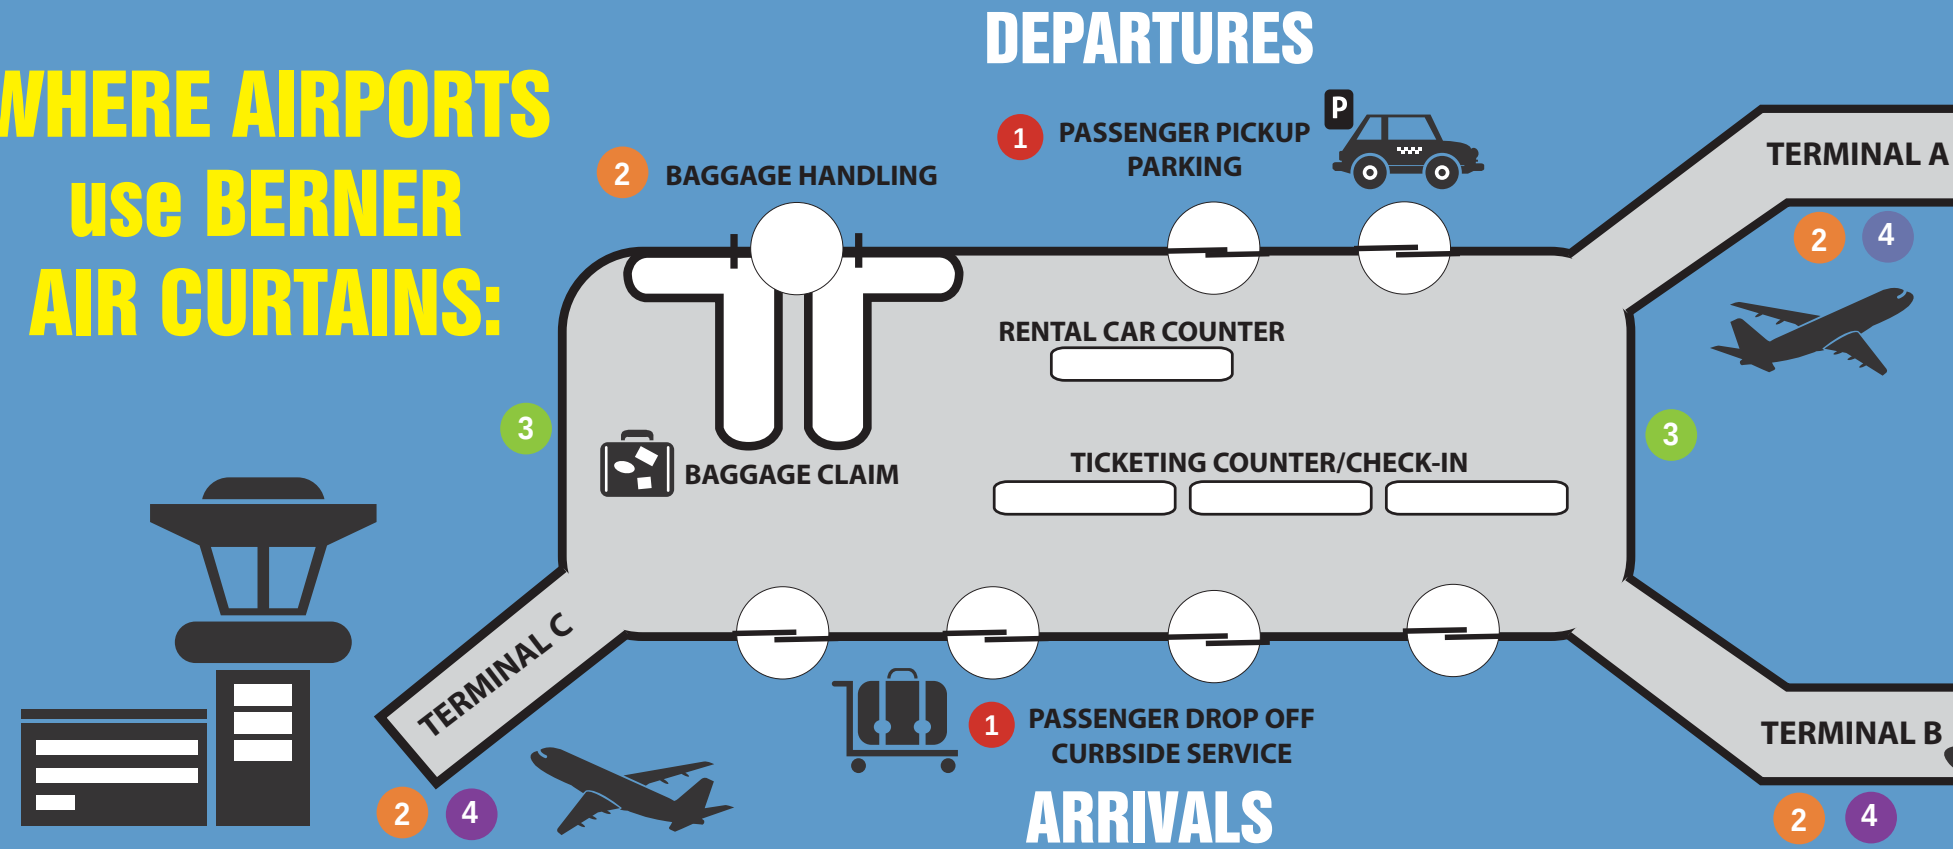 WHERE AIRPORTS
use BERNER
AIR CURTAINS:
DEPARTURES
1 PASSENGER PICKUP
PARKING
P
2 BAGGAGE HANDLING
TERMINAL A
2 4
RENTAL CAR COUNTER
3
3
TICKETING COUNTER/CHECK-IN
BAGGAGE CLAIM
TERMINAL C
2 4
1 PASSENGER DROP OFF
CURBSIDE SERVICE
TERMINAL B
2 4
ARRIVALS